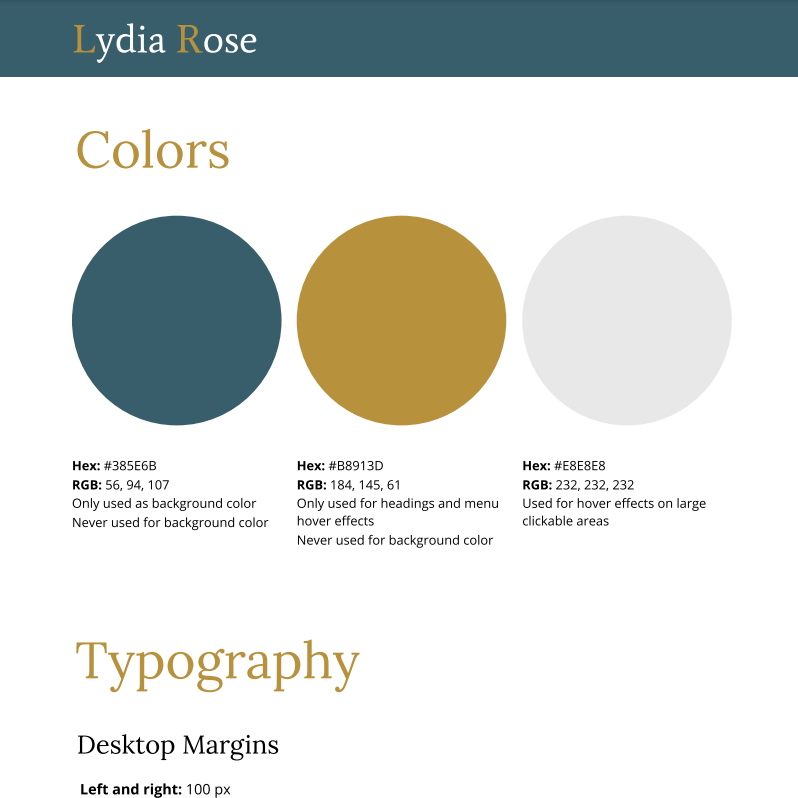 Lydia Rose
Colors
Hex: #385E6B
RGB: 56, 94, 107
Only used as background color
Never used for background color
Hex: #B8913D
RGB: 184, 145, 61
Only used for headings and menu
hover effects
Never used for background color
Hex: #E8E8E8
RGB: 232, 232, 232
Used for hover effects on large
clickable areas
Typography
Desktop Margins
Left and right: 100 px